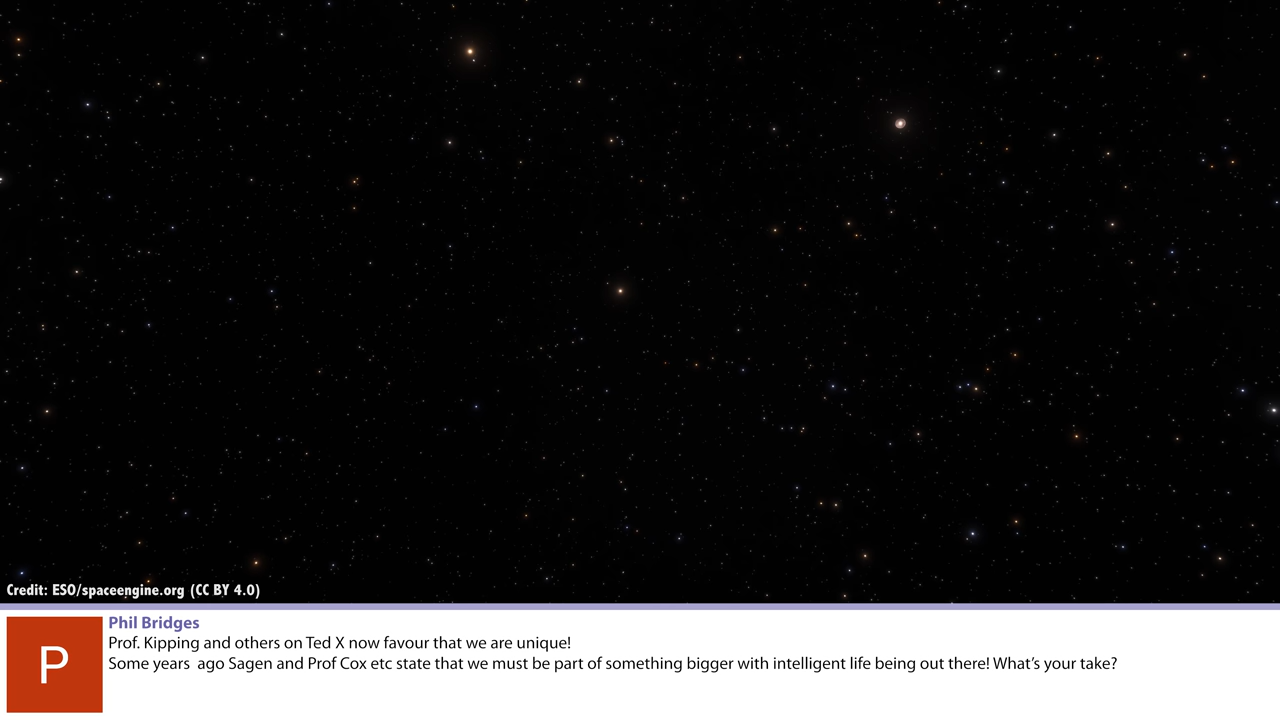 Credit: ESO/spaceengine.org (CC BY 4.0)
P
Phil Bridges
Prof. Kipping and others on Ted X now favour that we are unique!
Some years  ago Sagen and Prof Cox etc state that we must be part of something bigger with intelligent life being out there! What's your take?